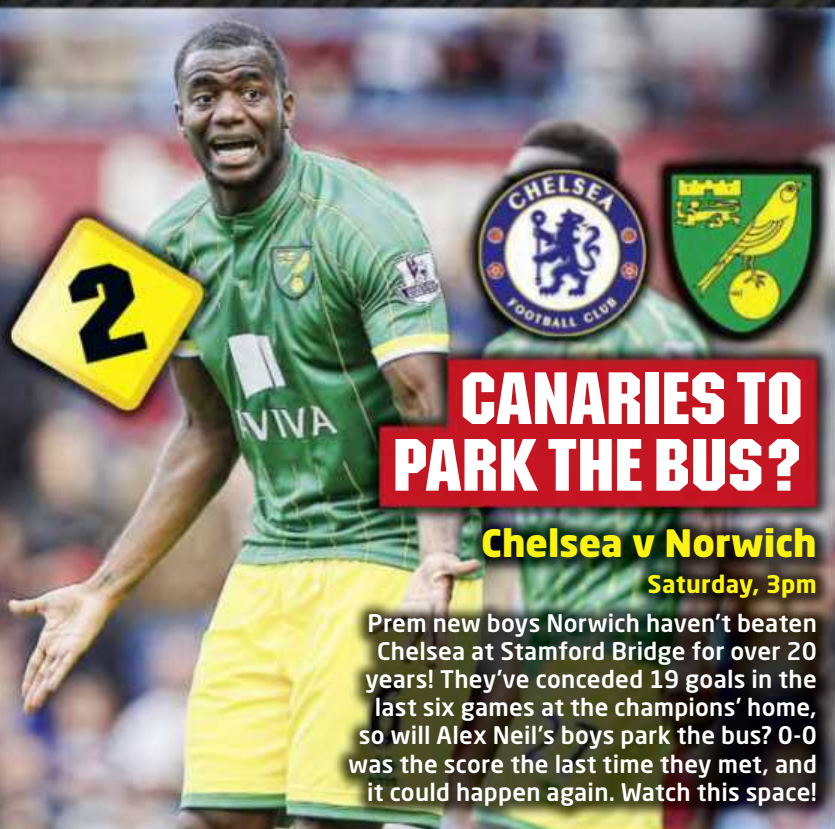 2
CHELSEA
FOOTBALL CLUB
AVIVA
CANARIES TO
PARK THE BUS?
Chelsea v Norwich
Saturday, 3pm
Prem new boys Norwich haven't beaten
Chelsea at Stamford Bridge for over 20
years! They've conceded 19 goals in the
last six games at the champions' home,
so will Alex Neil's boys park the bus? 0-0
was the score the last time they met, and
it could happen again. Watch this space!